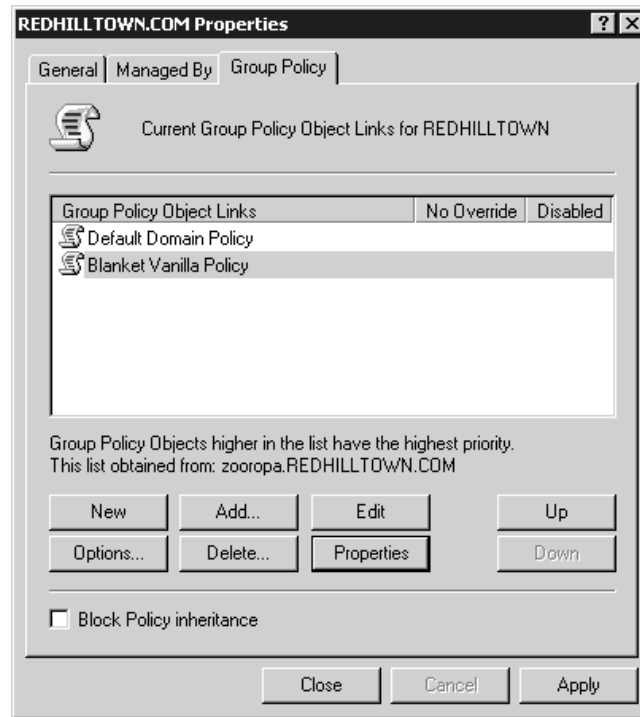 REDHILLTOWN.COM Properties ? X
General Managed By Group Policy
Current Group Policy Object Links for REDHILLTOWN
Group Policy Object Links No Override Disabled
Default Domain Policy
Blanket Vanilla Policy
Group Policy Objects higher in the list have the highest priority.
This list obtained from: zooropa.REDHILLTOWN.COM
New Add... Edit Up
Options... Delete... Properties Down
Block Policy inheritance
Close Cancel Apply